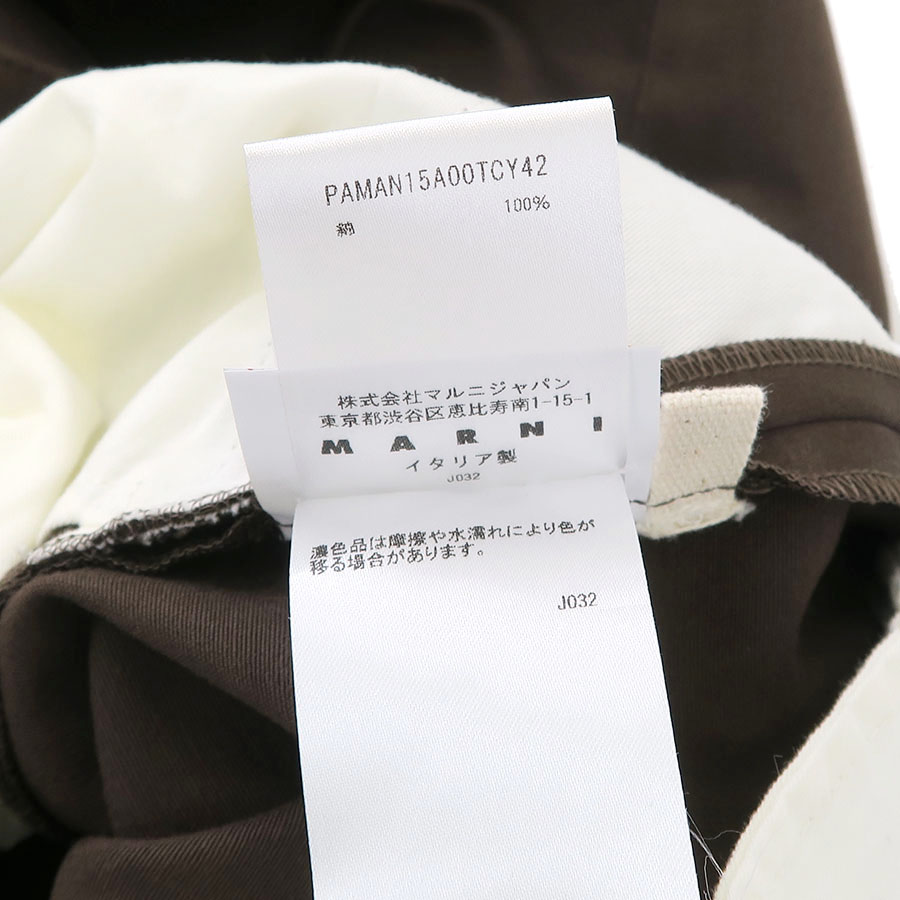 PAMAN15A00TCY42
綿 100%
株式会社マルニジャパン
東京都渋谷区恵比寿南1-15-1
MARNI
イタリア製
J032
濃色品は摩擦や水濡れにより色が
移る場合があります。
J032